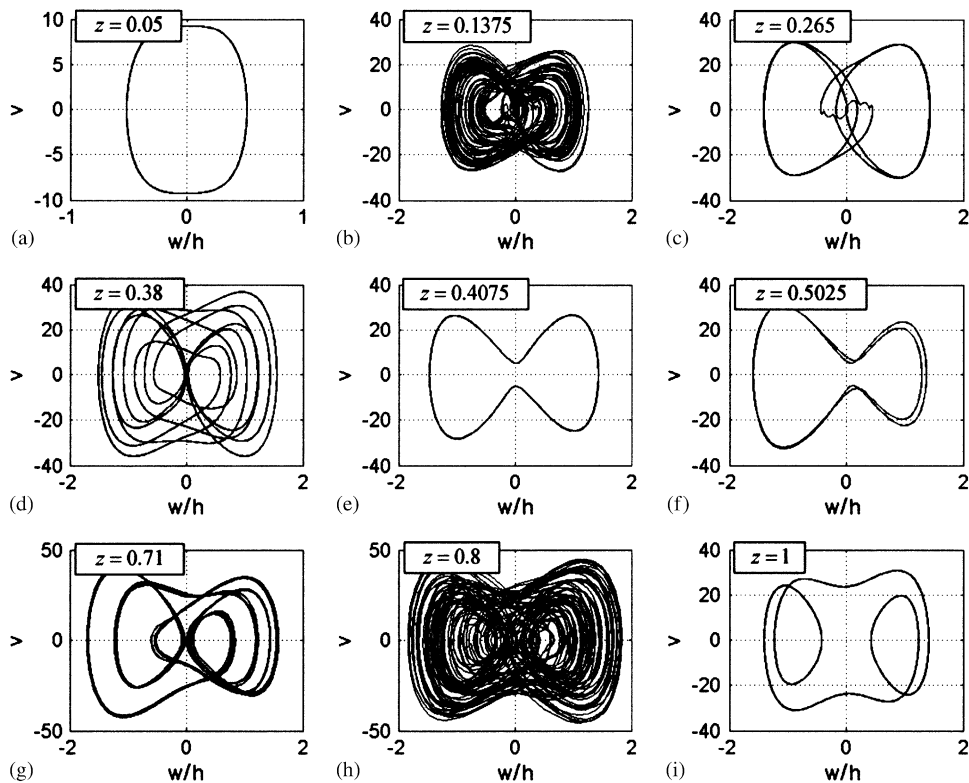 z = 0.05
10
5
0
-5
-10
v
-1
0
1
w/h
(a)
z = 0.1375
40
20
0
-20
-40
v
-2
0
2
w/h
(b)
z = 0.265
40
20
0
-20
-40
v
-2
0
2
w/h
(c)
z = 0.38
40
20
0
-20
-40
v
-2
0
2
w/h
(d)
z = 0.4075
40
20
0
-20
-40
v
-2
0
2
w/h
(e)
z = 0.5025
40
20
0
-20
-40
v
-2
0
2
w/h
(f)
z = 0.71
50
0
-50
v
-2
0
2
w/h
(g)
z = 0.8
50
0
-50
v
-2
0
2
w/h
(h)
z = 1
40
20
0
-20
-40
v
-2
0
2
w/h
(i)